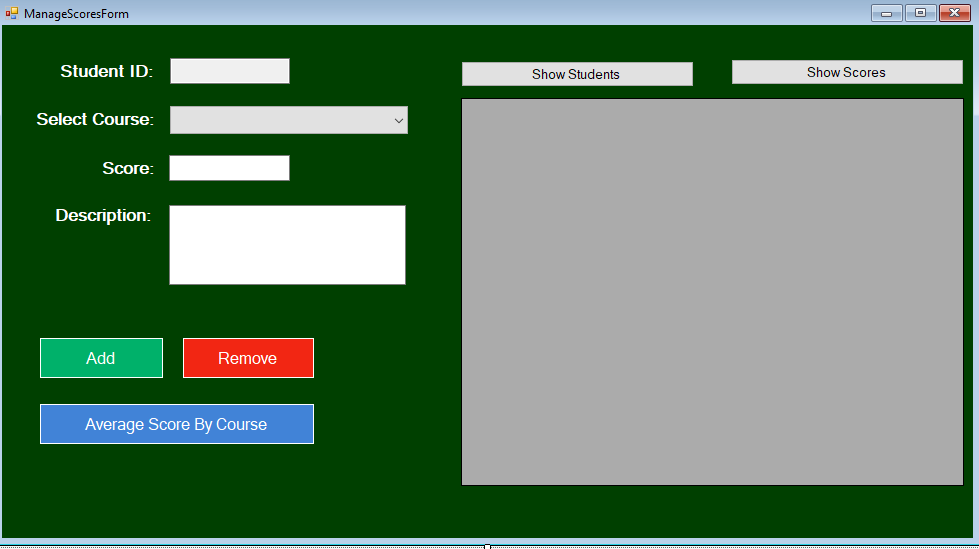 ManageScoresForm
Student ID:
Show Students
Show Scores
Select Course:
Score:
Description:
Add
Remove
Average Score By Course